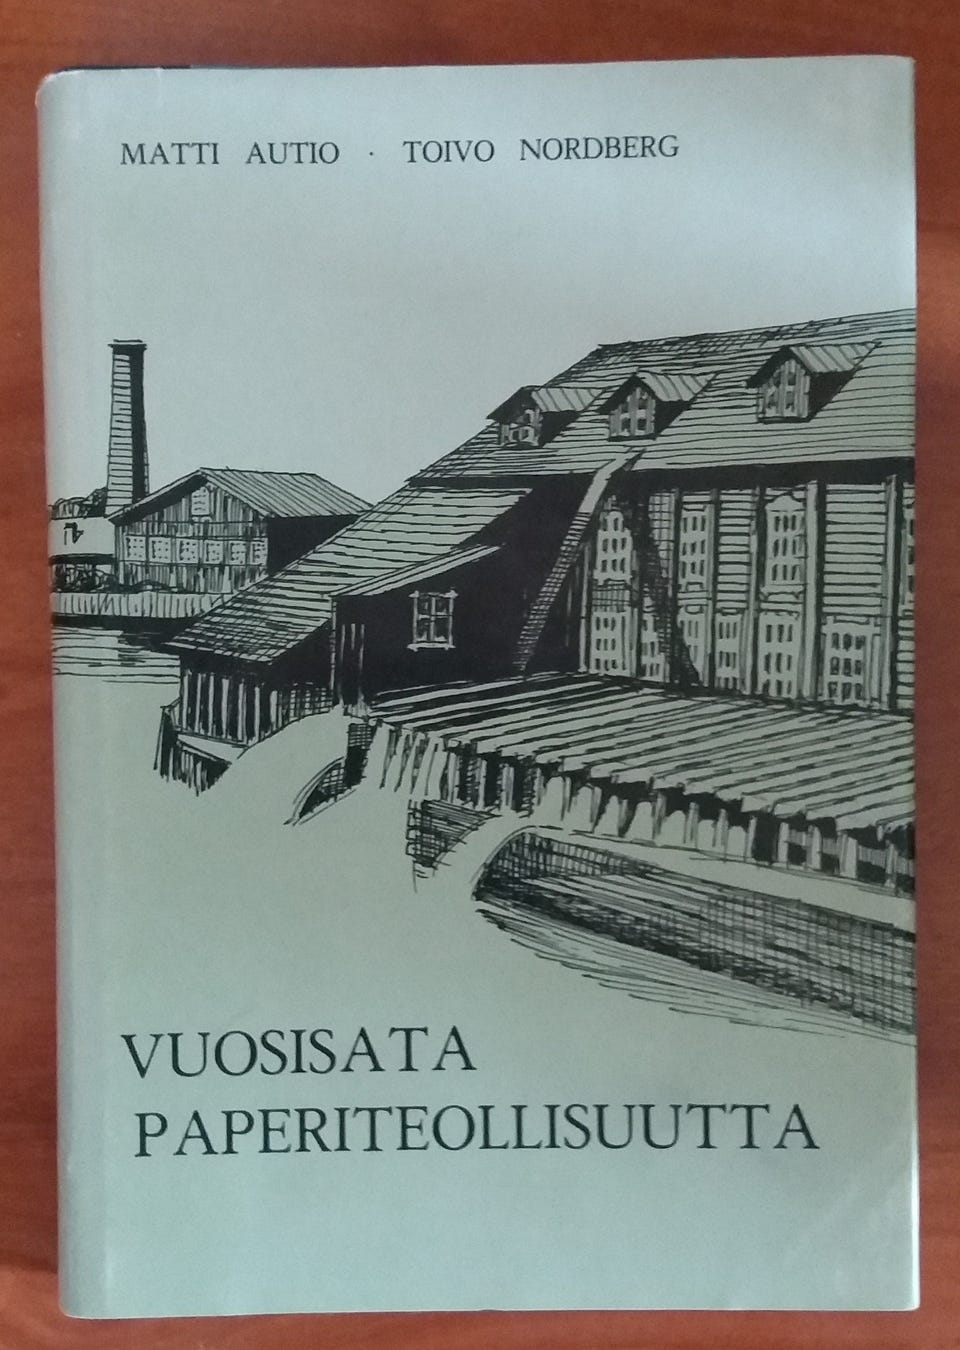 MATTI AUTIO · TOIVO NORDBERG
VUOSISATA
PAPERITEOLLISUUTTA